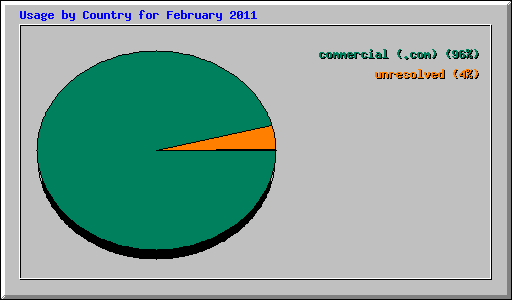 Usage by Country for February 2011
commercial (.com) (96%)
unresolved (4%)